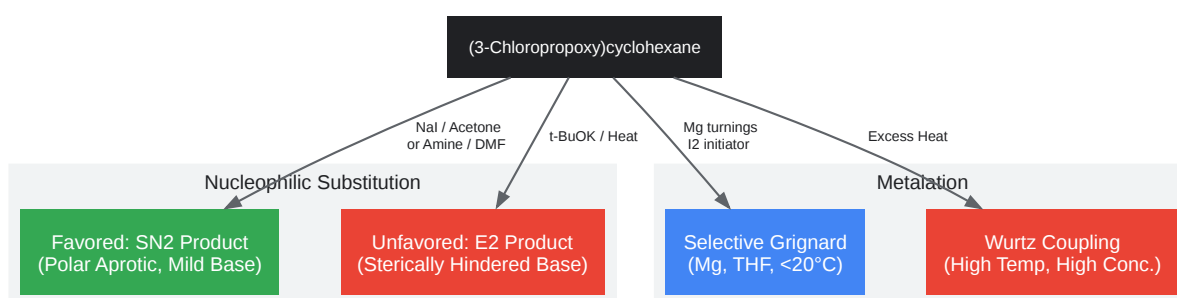 (3-Chloropropoxy)cyclohexane
NaI / Acetone
or Amine / DMF
t-BuOK / Heat
Mg turnings
I2 initiator
Excess Heat
Nucleophilic Substitution
Metalation
Favored: SN2 Product
(Polar Aprotic, Mild Base)
Unfavored: E2 Product
(Sterically Hindered Base)
Selective Grignard
(Mg, THF, <20°C)
Wurtz Coupling
(High Temp, High Conc.)